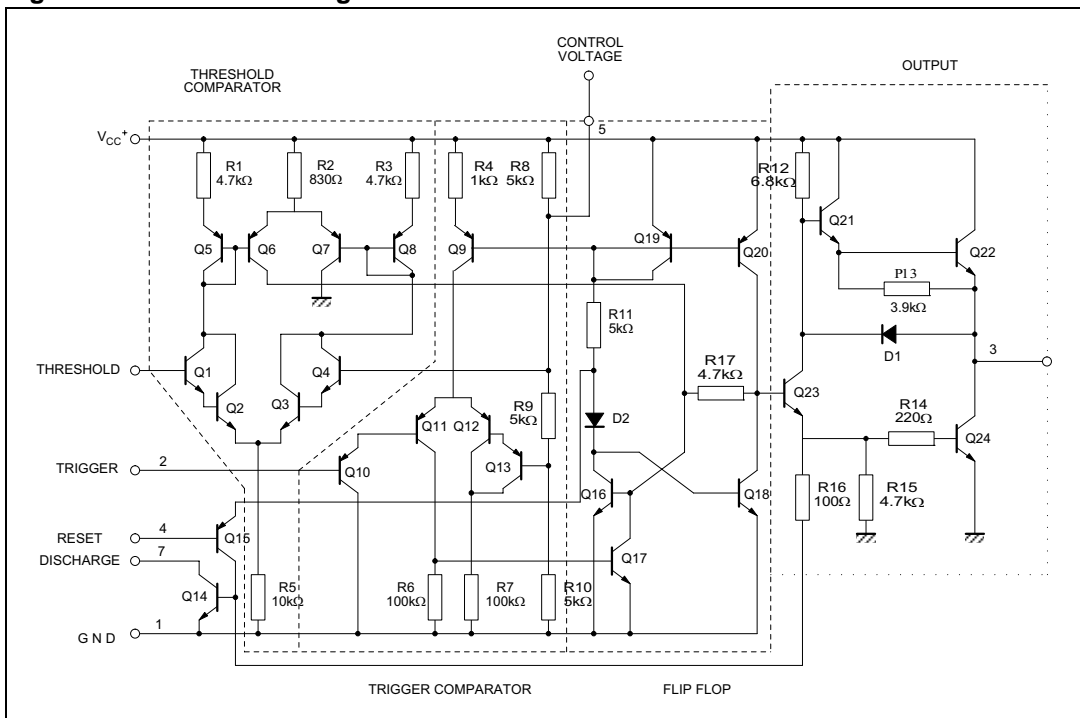 CONTROL
VOLTAGE
OUTPUT
THRESHOLD
COMPARATOR
5
VCC+
R1
4.7kΩ
R2
830Ω
R3
4.7kΩ
R4
1kΩ
R8
5kΩ
R12
6.8kΩ
Q5
Q6
Q7
Q8
Q9
Q19
Q20
Q21
Q22
P13
3.9kΩ
R11
5kΩ
D1
3
THRESHOLD
Q1
Q2
Q3
Q4
R17
4.7kΩ
Q23
R9
5kΩ
D2
R14
220Ω
Q24
Q11
Q12
Q13
TRIGGER
2
Q10
Q16
Q18
R16
100Ω
R15
4.7kΩ
RESET
4
Q15
DISCHARGE
7
Q17
Q14
R5
10kΩ
R6
100kΩ
R7
100kΩ
R10
5kΩ
G N D
1
TRIGGER COMPARATOR
FLIP FLOP